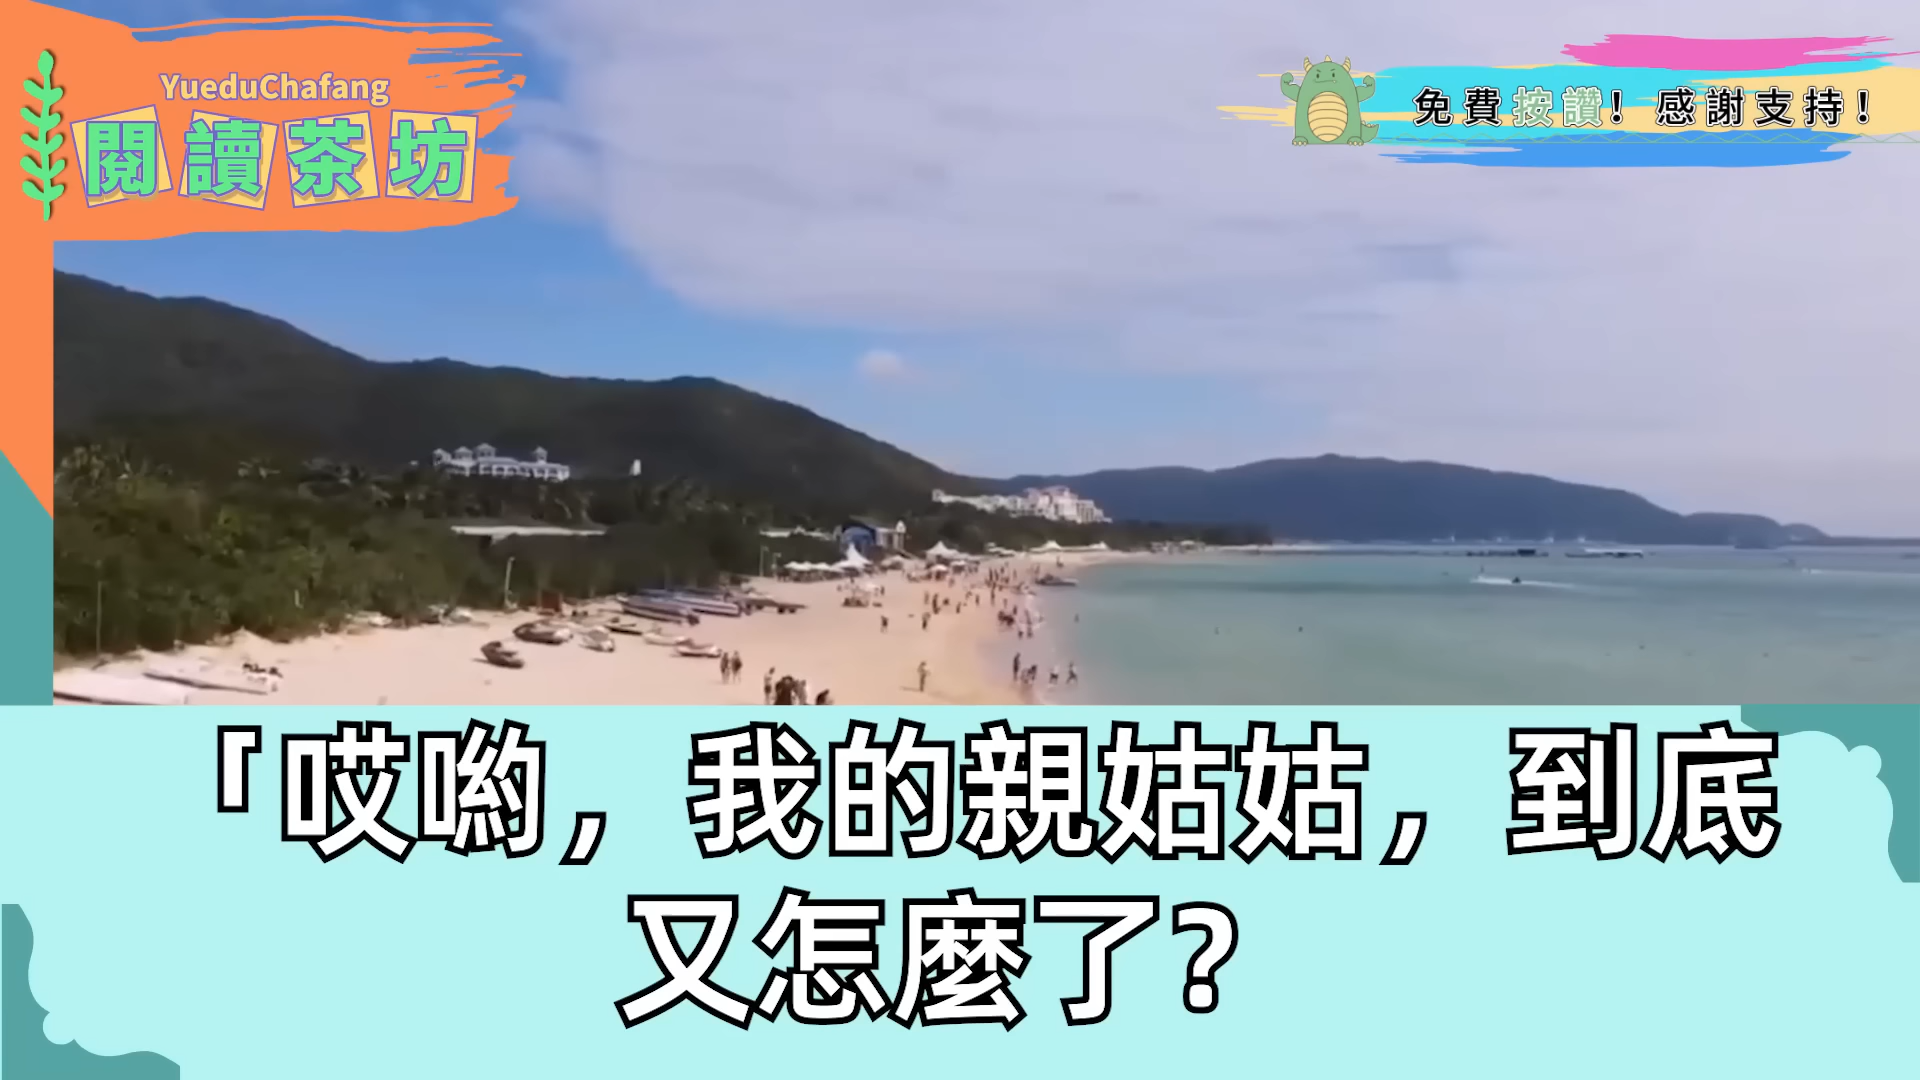 YueduChafang
閱讀茶坊
免費按讚！感謝支持！
「哎喲，我的親姑姑，到底
又怎麼了？